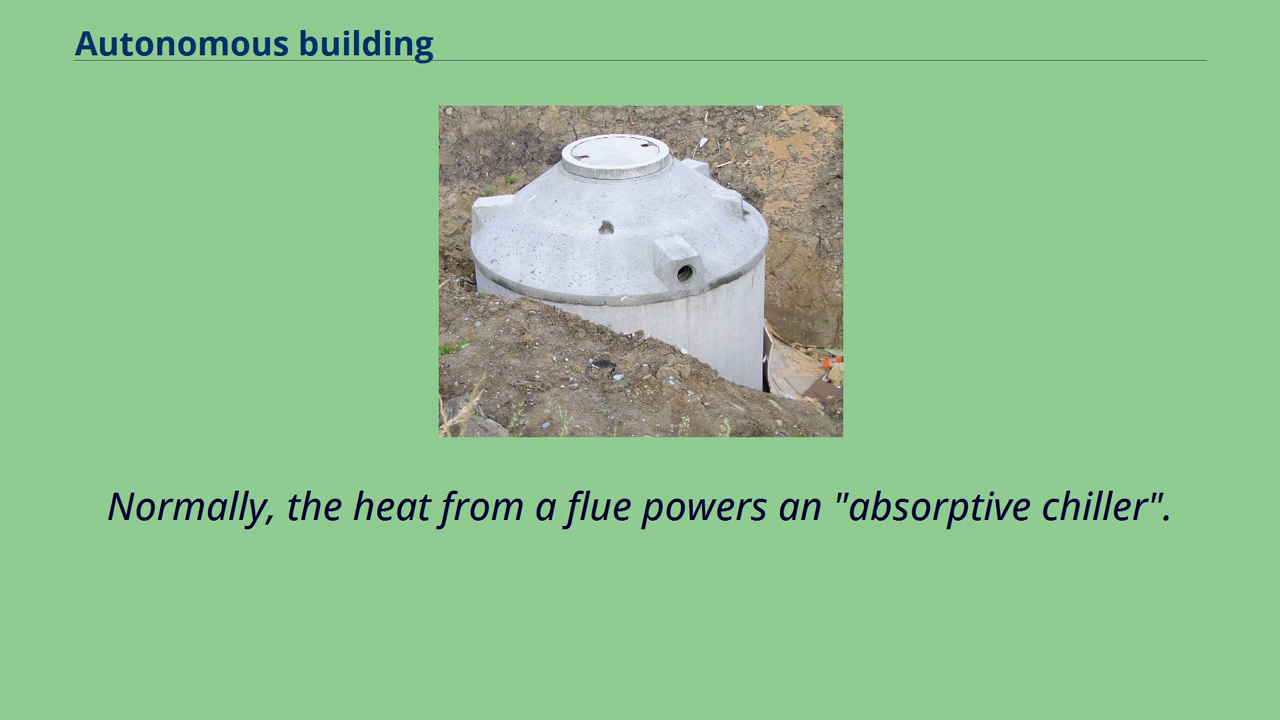 Autonomous building
Normally, the heat from a flue powers an "absorptive chiller".